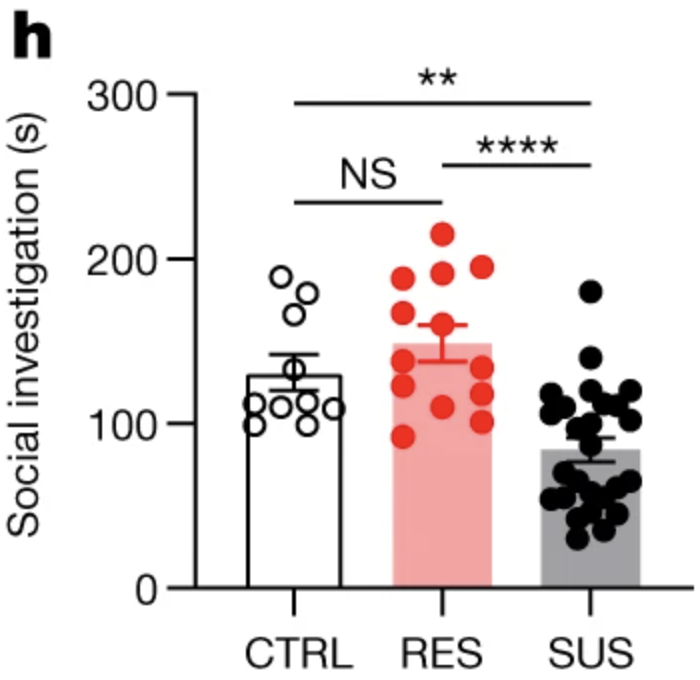 h
Social investigation (s)
300
200
100
0
**
****
NS
CTRL RES SUS